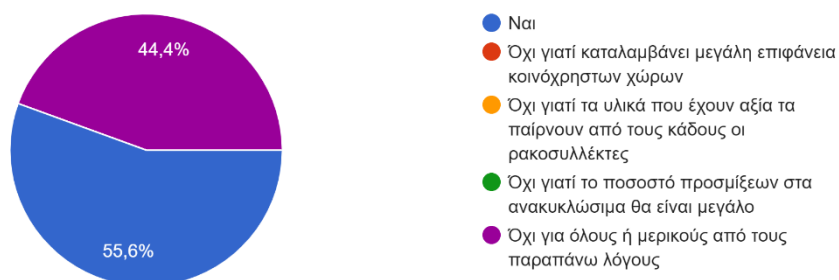 44,4%
55,6%
Ναι
Όχι γιατί καταλαμβάνει μεγάλη επιφάνεια
κοινόχρηστων χώρων
Όχι γιατί τα υλικά που έχουν αξία τα
παίρνουν από τους κάδους οι
ρακοσυλλέκτες
Όχι γιατί το ποσοστό προσμίξεων στα
ανακυκλώσιμα θα είναι μεγάλο
Όχι για όλους ή μερικούς από τους
παραπάνω λόγους